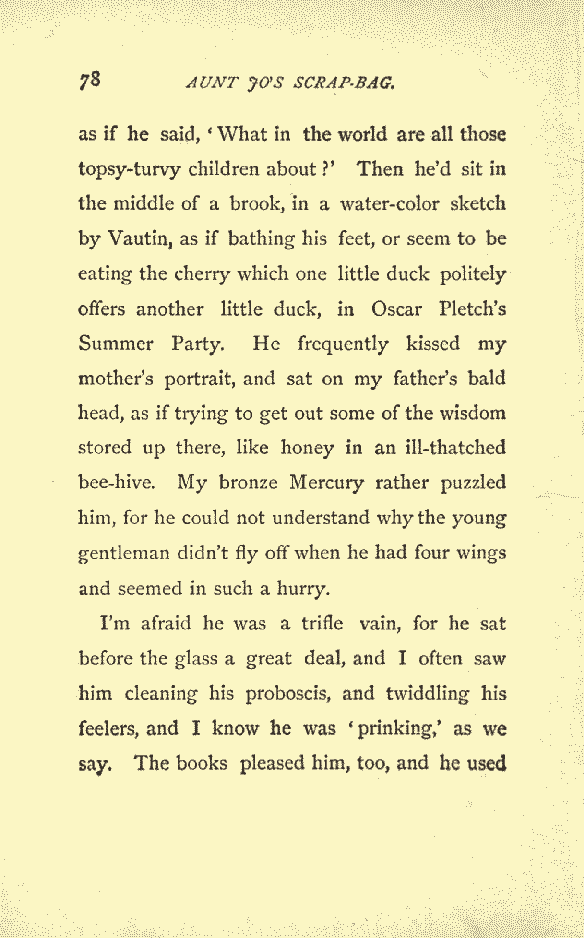 78 AUNT JO'S SCRAP-BAG.
as if he said, 'What in the world are all those
topsy-turvy children about?' Then he'd sit in
the middle of a brook, in a water-color sketch
by Vautin, as if bathing his feet, or seem to be
eating the cherry which one little duck politely
offers another little duck, in Oscar Pletch's
Summer Party. He frequently kissed my
mother's portrait, and sat on my father's bald
head, as if trying to get out some of the wisdom
stored up there, like honey in an ill-thatched
bee-hive. My bronze Mercury rather puzzled
him, for he could not understand why the young
gentleman didn't fly off when he had four wings
and seemed in such a hurry.
I'm afraid he was a trifle vain, for he sat
before the glass a great deal, and I often saw
him cleaning his proboscis, and twiddling his
feelers, and I know he was 'prinking,' as we
say. The books pleased him, too, and he used